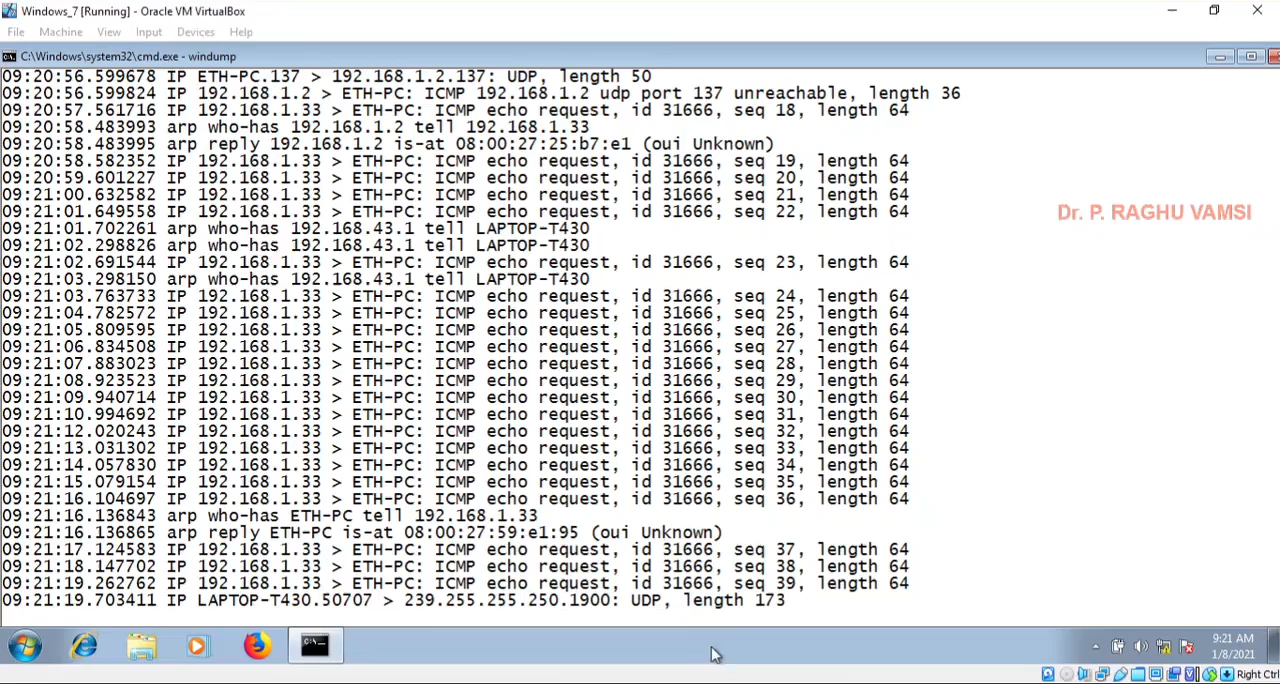 Windows_7 [Running] - Oracle VM VirtualBox
File Machine View Input Devices Help
C:\Windows\system32\cmd.exe - windump
09:20:56.599678 IP ETH-PC.137 > 192.168.1.2.137: UDP, length 50
09:20:56.599824 IP 192.168.1.2 > ETH-PC: ICMP 192.168.1.2 udp port 137 unreachable, length 36
09:20:57.561716 IP 192.168.1.33 > ETH-PC: ICMP echo request, id 31666, seq 18, length 64
09:20:58.483993 arp who-has 192.168.1.2 tell 192.168.1.33
09:20:58.483995 arp reply 192.168.1.2 is-at 08:00:27:25:b7:e1 (oui Unknown)
09:20:58.582352 IP 192.168.1.33 > ETH-PC: ICMP echo request, id 31666, seq 19, length 64
09:20:59.601227 IP 192.168.1.33 > ETH-PC: ICMP echo request, id 31666, seq 20, length 64
09:21:00.632582 IP 192.168.1.33 > ETH-PC: ICMP echo request, id 31666, seq 21, length 64
09:21:01.649558 IP 192.168.1.33 > ETH-PC: ICMP echo request, id 31666, seq 22, length 64
Dr. P. RAGHU VAMSI
09:21:01.702261 arp who-has 192.168.43.1 tell LAPTOP-T430
09:21:02.298826 arp who-has 192.168.43.1 tell LAPTOP-T430
09:21:02.691544 IP 192.168.1.33 > ETH-PC: ICMP echo request, id 31666, seq 23, length 64
09:21:03.298150 arp who-has 192.168.43.1 tell LAPTOP-T430
09:21:03.763733 IP 192.168.1.33 > ETH-PC: ICMP echo request, id 31666, seq 24, length 64
09:21:04.782572 IP 192.168.1.33 > ETH-PC: ICMP echo request, id 31666, seq 25, length 64
09:21:05.809595 IP 192.168.1.33 > ETH-PC: ICMP echo request, id 31666, seq 26, length 64
09:21:06.834508 IP 192.168.1.33 > ETH-PC: ICMP echo request, id 31666, seq 27, length 64
09:21:07.883023 IP 192.168.1.33 > ETH-PC: ICMP echo request, id 31666, seq 28, length 64
09:21:08.923523 IP 192.168.1.33 > ETH-PC: ICMP echo request, id 31666, seq 29, length 64
09:21:09.940714 IP 192.168.1.33 > ETH-PC: ICMP echo request, id 31666, seq 30, length 64
09:21:10.994692 IP 192.168.1.33 > ETH-PC: ICMP echo request, id 31666, seq 31, length 64
09:21:12.020243 IP 192.168.1.33 > ETH-PC: ICMP echo request, id 31666, seq 32, length 64
09:21:13.031302 IP 192.168.1.33 > ETH-PC: ICMP echo request, id 31666, seq 33, length 64
09:21:14.057830 IP 192.168.1.33 > ETH-PC: ICMP echo request, id 31666, seq 34, length 64
09:21:15.079154 IP 192.168.1.33 > ETH-PC: ICMP echo request, id 31666, seq 35, length 64
09:21:16.104697 IP 192.168.1.33 > ETH-PC: ICMP echo request, id 31666, seq 36, length 64
09:21:16.136843 arp who-has ETH-PC tell 192.168.1.33
09:21:16.136865 arp reply ETH-PC is-at 08:00:27:59:e1:95 (oui Unknown)
09:21:17.124583 IP 192.168.1.33 > ETH-PC: ICMP echo request, id 31666, seq 37, length 64
09:21:18.147702 IP 192.168.1.33 > ETH-PC: ICMP echo request, id 31666, seq 38, length 64
09:21:19.262762 IP 192.168.1.33 > ETH-PC: ICMP echo request, id 31666, seq 39, length 64
09:21:19.703411 IP LAPTOP-T430.50707 > 239.255.255.250.1900: UDP, length 173
9:21 AM
1/8/2021
Right Ctrl